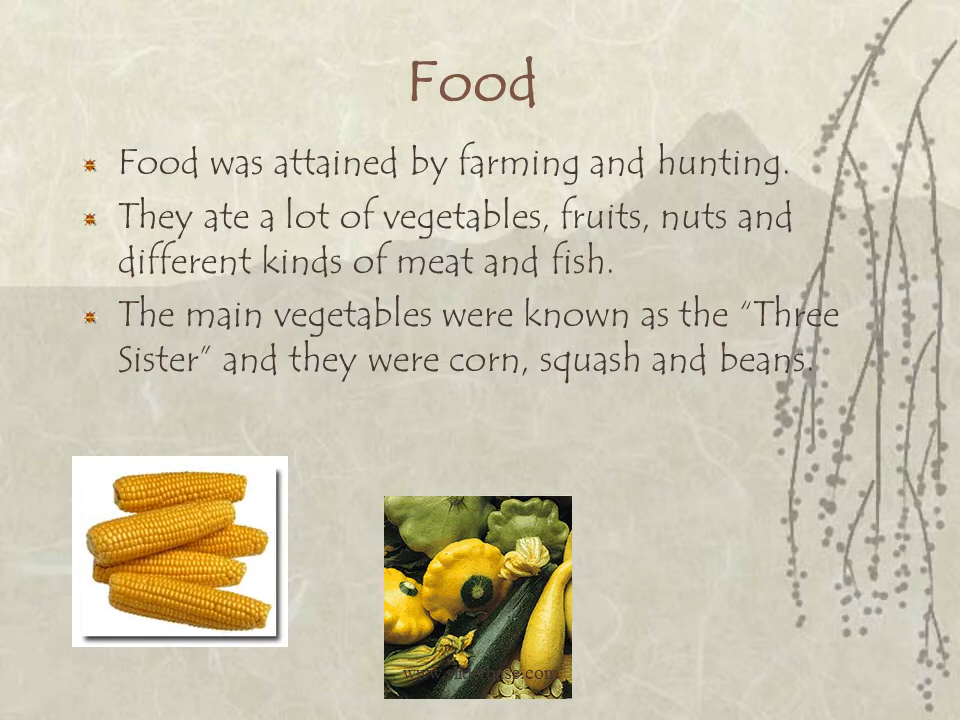 Food
Food was attained by farming and hunting.
They ate a lot of vegetables, fruits, nuts and
different kinds of meat and fish.
The main vegetables were known as the “Three
Sister” and they were corn, squash and beans.